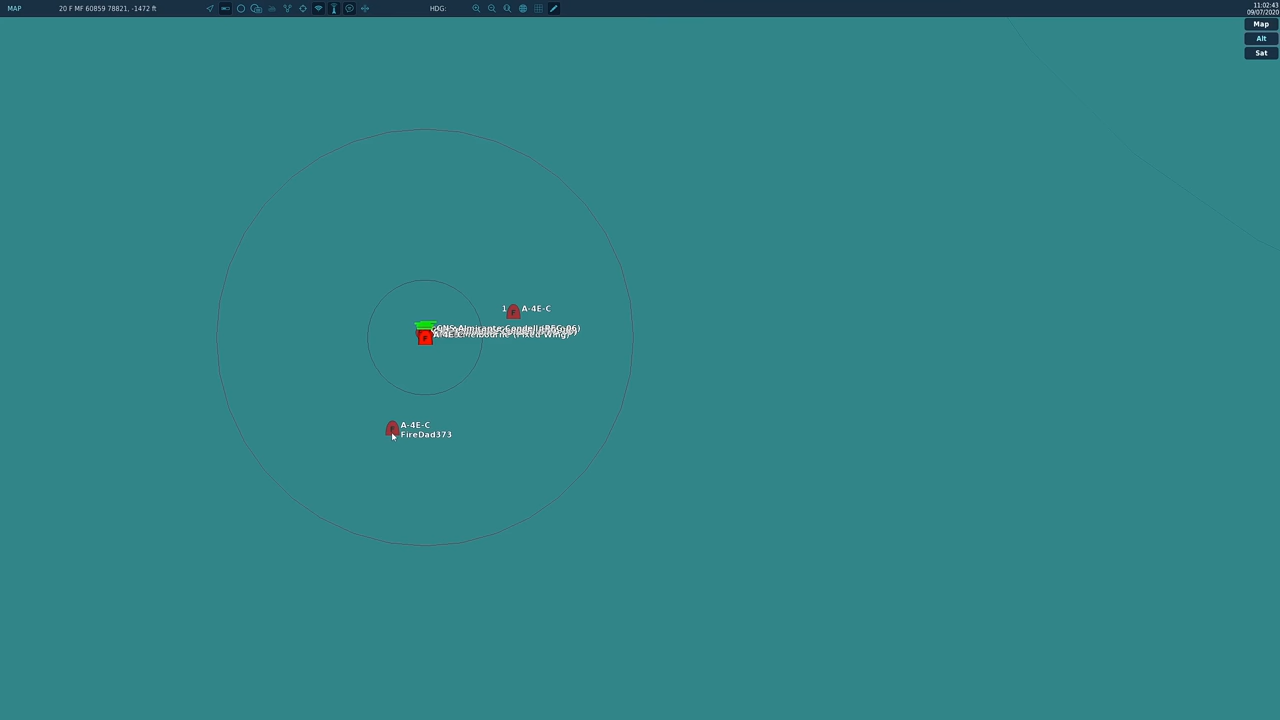 MAP
20 F MF 60859 78821, -1472 ft
HDG:
11:02:43
09/07/2020
Map
Alt
Sat
1
F
A-4E-C
F
A-4E-C
FireDad373